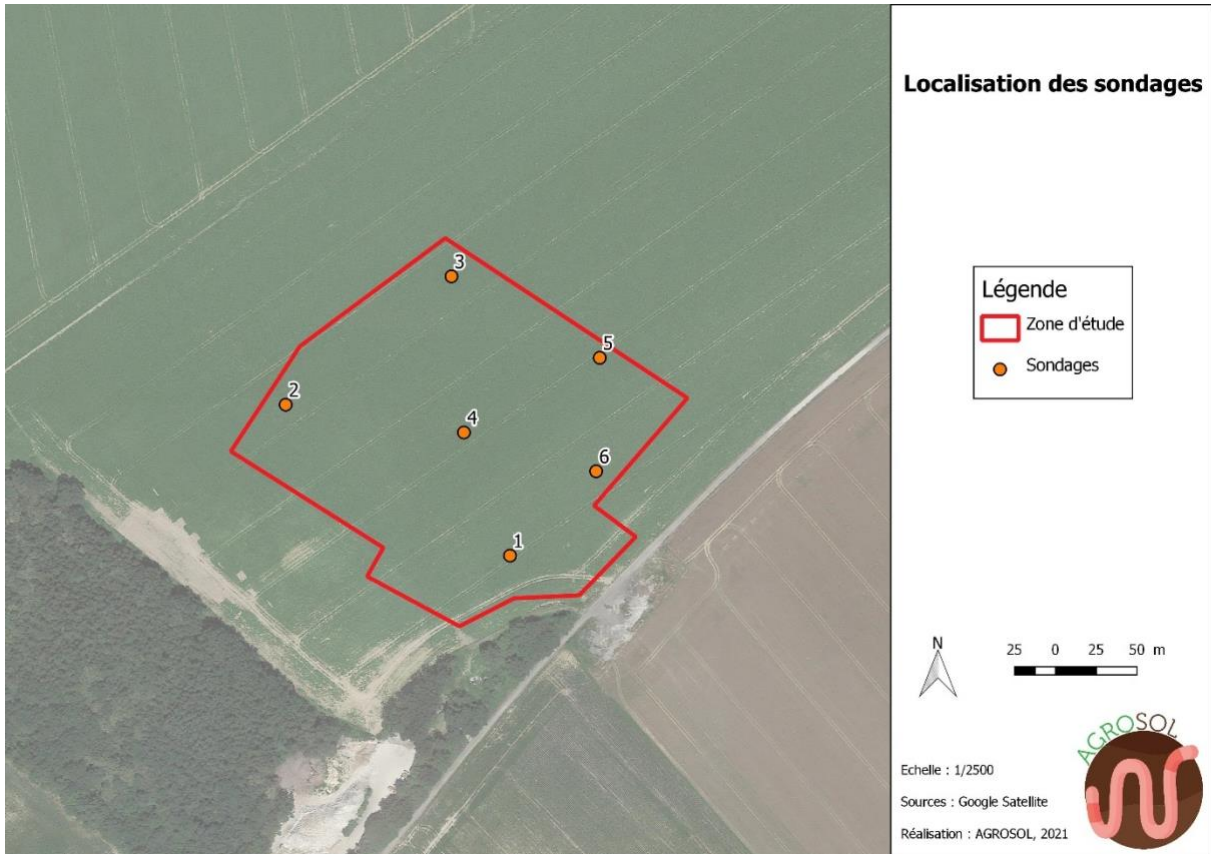 Localisation des sondages
3
5
2
4
6
1
Légende
Zone d'étude
Sondages
N
25 0 25 50 m
AGROSOL
Echelle : 1/2500
Sources : Google Satellite
Réalisation : AGROSOL, 2021